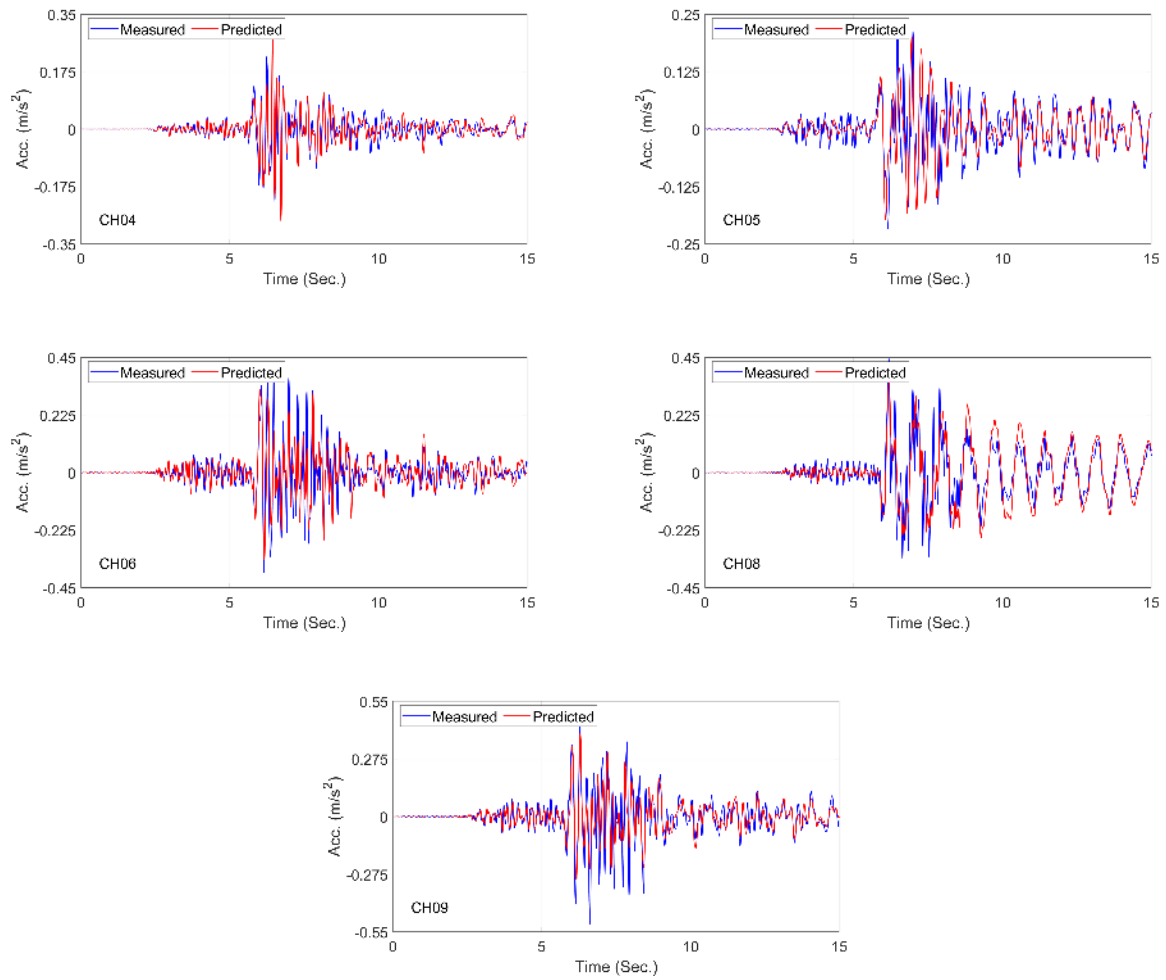 Measured Predicted
0.35
0.175
0
-0.175
-0.35
Acc. (m/s²)
CH04
0 5 10 15
Time (Sec.)
Measured Predicted
0.25
0.125
0
-0.125
-0.25
Acc. (m/s²)
CH05
0 5 10 15
Time (Sec.)
Measured Predicted
0.45
0.225
0
-0.225
-0.45
Acc. (m/s²)
CH06
0 5 10 15
Time (Sec.)
Measured Predicted
0.45
0.225
0
-0.225
-0.45
Acc. (m/s²)
CH08
0 5 10 15
Time (Sec.)
Measured Predicted
0.55
0.275
0
-0.275
-0.55
Acc. (m/s²)
CH09
0 5 10 15
Time (Sec.)